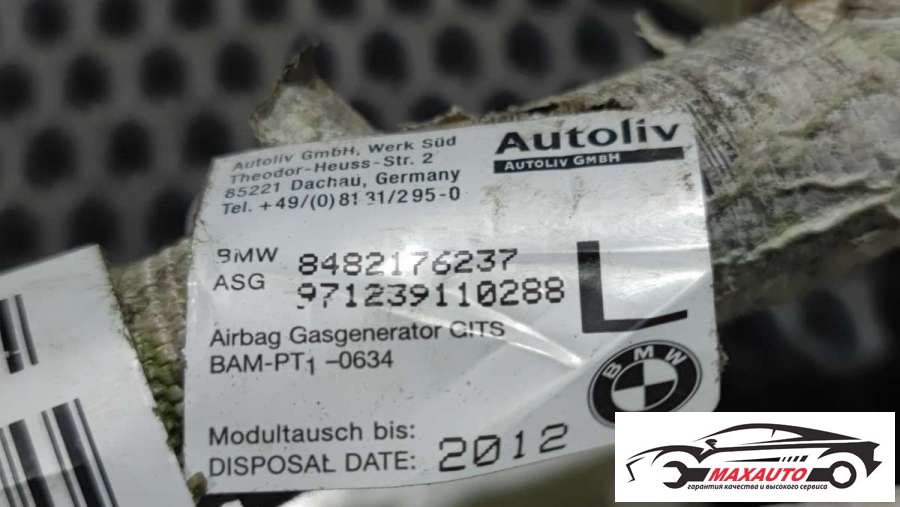 Autoliv GmbH, Werk Süd
Theodor-Heuss-Str. 2
85221 Dachau, Germany
Tel. +49/(0)8131/295-0
Autoliv
AUTOLIV GMBH
BMW 8482176237
ASG 971239110288
L
Airbag Gasgenerator CITS
BAM-PT1-0634
BMW
Modultausch bis:
DISPOSAL DATE: 2012
MAXAUTO
гарантия качества и высокого сервиса